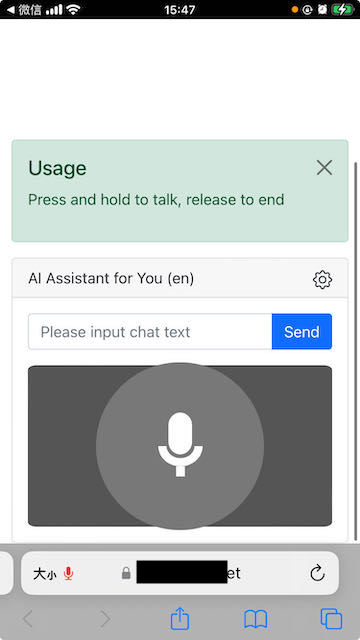 ◀ 微信 15:47
Usage
Press and hold to talk, release to end
AI Assistant for You (en)
Please input chat text Send
大小 et